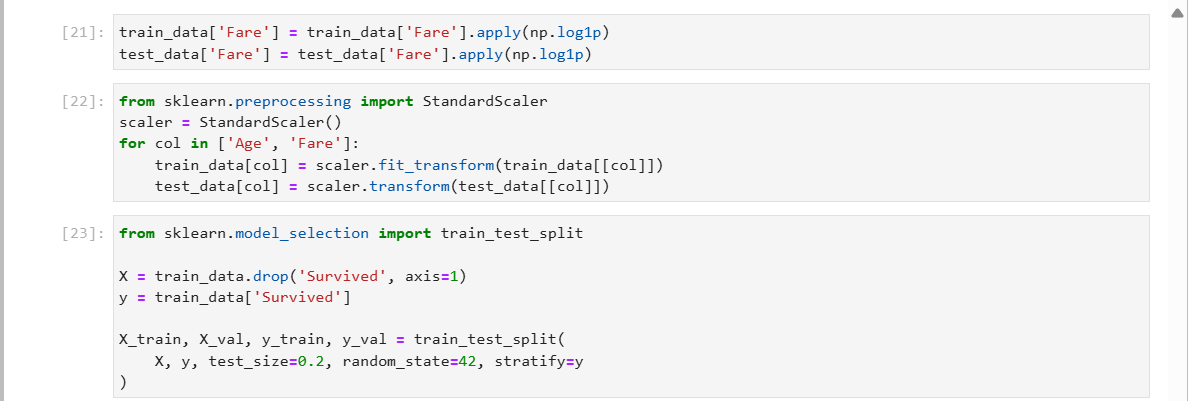 [21]: train_data['Fare'] = train_data['Fare'].apply(np.log1p)
test_data['Fare'] = test_data['Fare'].apply(np.log1p)
[22]: from sklearn.preprocessing import StandardScaler
scaler = StandardScaler()
for col in ['Age', 'Fare']:
    train_data[col] = scaler.fit_transform(train_data[[col]])
    test_data[col] = scaler.transform(test_data[[col]])
[23]: from sklearn.model_selection import train_test_split
X = train_data.drop('Survived', axis=1)
y = train_data['Survived']
X_train, X_val, y_train, y_val = train_test_split(
    X, y, test_size=0.2, random_state=42, stratify=y
)